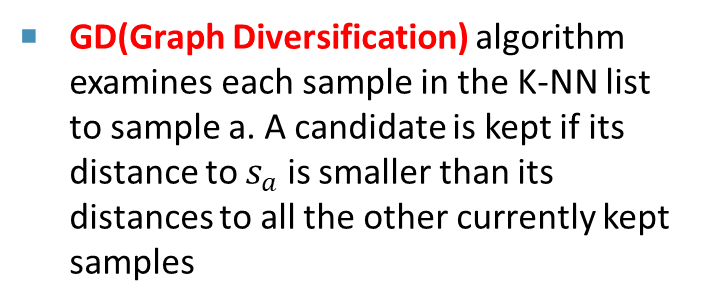 GD(Graph Diversification) algorithm
examines each sample in the K-NN list
to sample a. A candidate is kept if its
distance to sₐ is smaller than its
distances to all the other currently kept
samples